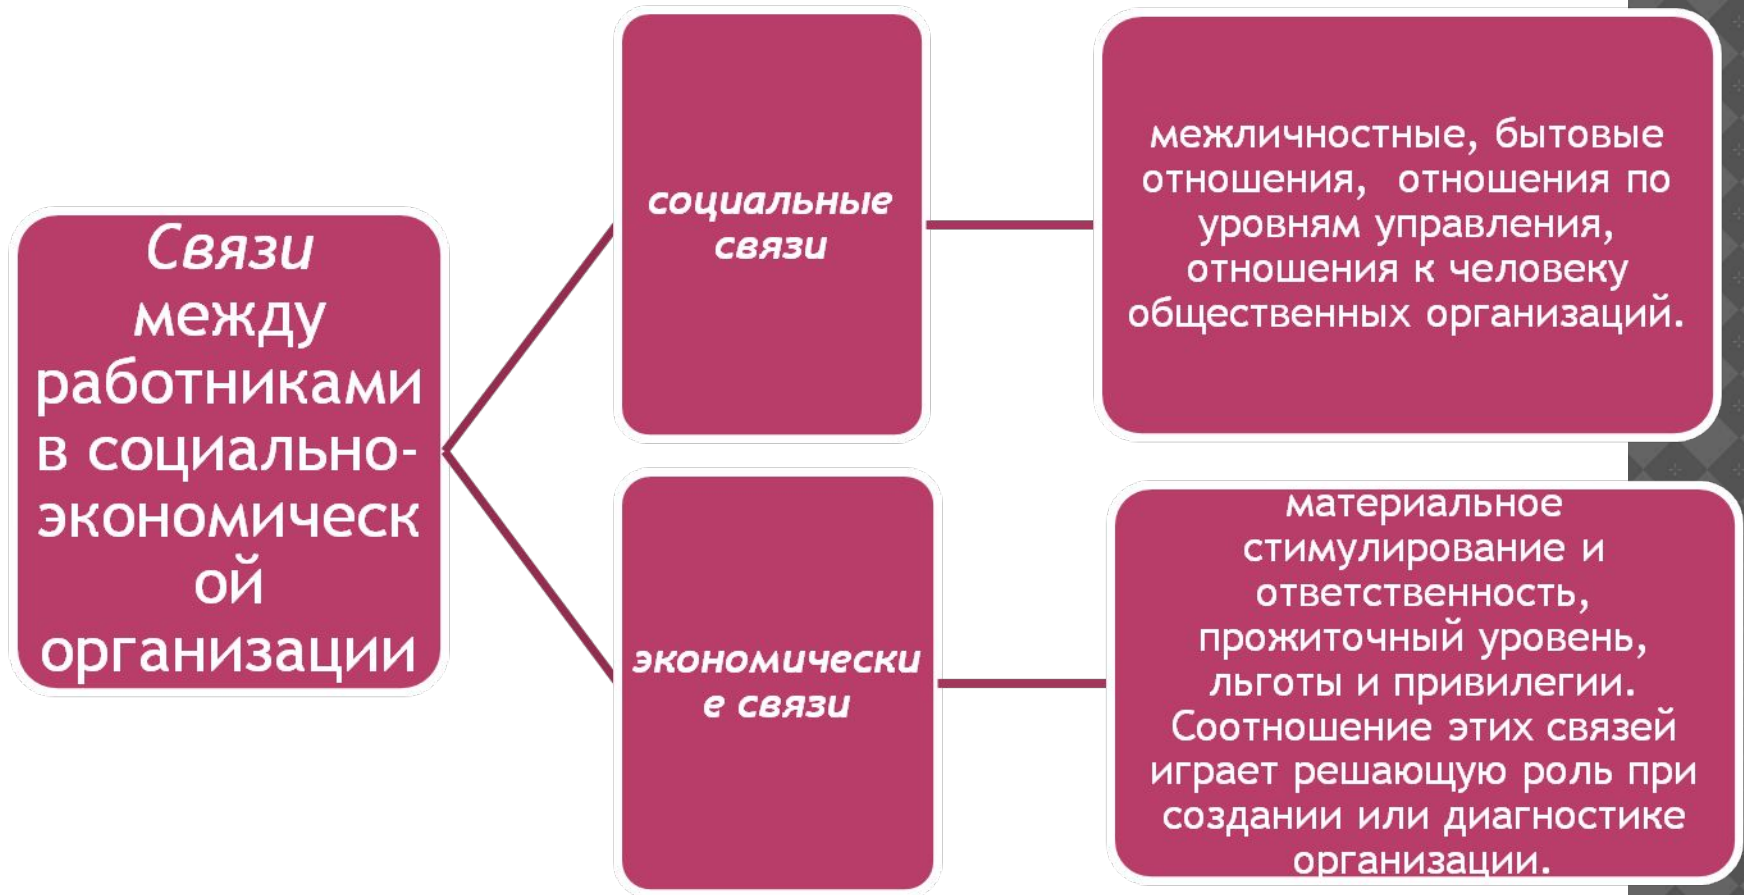 Связи
между
работниками
в социально-
экономическ
ой
организации
социальные
связи
межличностные, бытовые
отношения, отношения по
уровням управления,
отношения к человеку
общественных организаций.
экономически
е связи
материальное
стимулирование и
ответственность,
прожиточный уровень,
льготы и привилегии.
Соотношение этих связей
играет решающую роль при
создании или диагностике
организации.